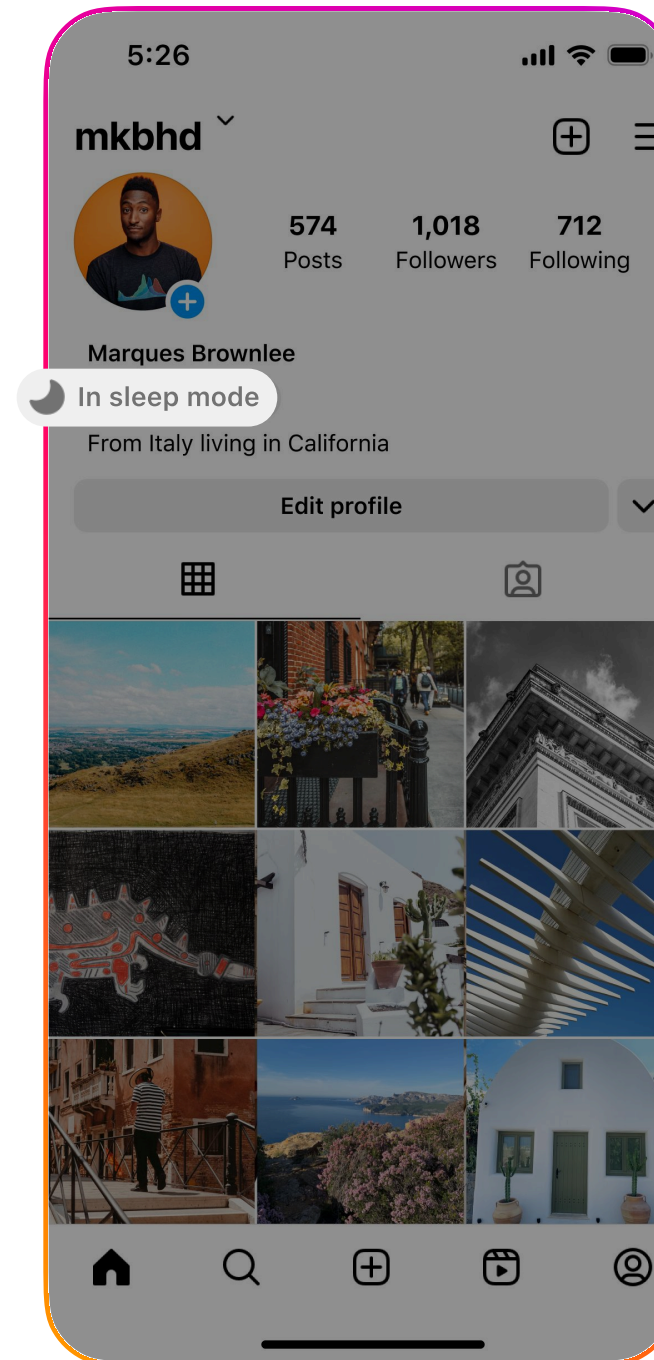 5:26
mkbhd
574 1,018 712
Posts Followers Following
Marques Brownlee
In sleep mode
From Italy living in California
Edit profile